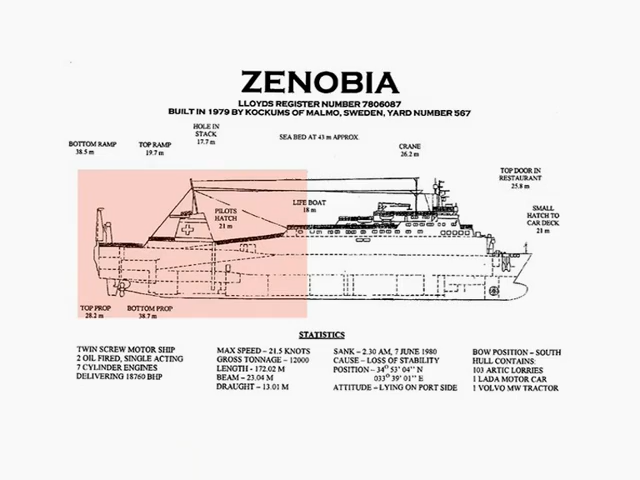 ZENOBIA
LLOYDS REGISTER NUMBER 7806087
BUILT IN 1979 BY KOCKUMS OF MALMO, SWEDEN, YARD NUMBER 567
HOLE IN
STACK
17.7 m
SEA BED AT 43 m APPROX.
BOTTOM RAMP
38.5 m
TOP RAMP
19.7 m
CRANE
26.2 m
TOP DOOR IN
RESTAURANT
25.8 m
LIFE BOAT
18 m
PILOTS
HATCH
21 m
SMALL
HATCH TO
CAR DECK
21 m
TOP PROP
28.2 m
BOTTOM PROP
38.7 m
STATISTICS
TWIN SCREW MOTOR SHIP
2 OIL FIRED, SINGLE ACTING
7 CYLINDER ENGINES
DELIVERING 18760 BHP
MAX SPEED – 21.5 KNOTS
GROSS TONNAGE – 12000
LENGTH - 172.02 M
BEAM – 23.04 M
DRAUGHT – 13.01 M
SANK – 2.30 AM, 7 JUNE 1980
CAUSE – LOSS OF STABILITY
POSITION – 34° 53' 04" N
033° 39' 01" E
ATTITUDE – LYING ON PORT SIDE
BOW POSITION – SOUTH
HULL CONTAINS:
103 ARTIC LORRIES
1 LADA MOTOR CAR
1 VOLVO MW TRACTOR